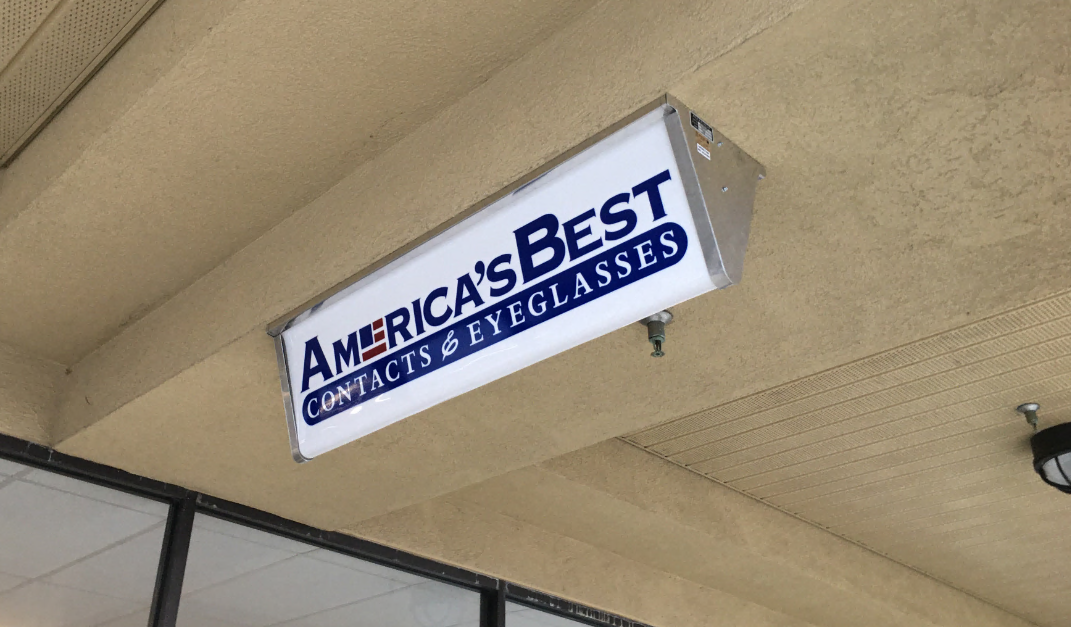 AMERICA'S BEST
CONTACTS & EYEGLASSES